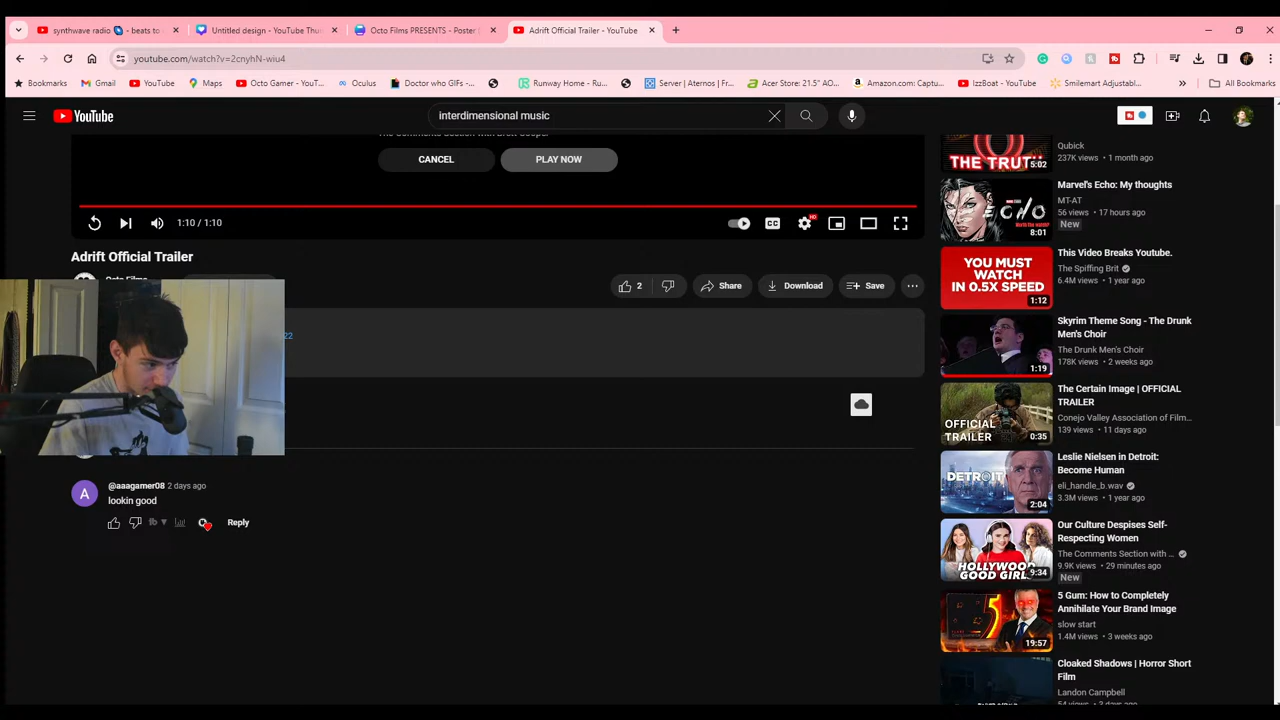 synthwave radio - beats to
Untitled design - YouTube Thu
Octo Films PRESENTS - Poster (
Adrift Official Trailer - YouTube
youtube.com/watch?v=2cnyhN-wiu4
Bookmarks
Gmail
YouTube
Maps
Octo Gamer - YouT...
Oculus
Doctor who GIFs -...
Runway Home - Ru...
Server | Aternos | Fr...
Acer Store: 21.5" AO...
Amazon.com: Captu...
IzzBoat - YouTube
Smilemart Adjustabl...
All Bookmarks
YouTube
interdimensional music
CANCEL
PLAY NOW
1:10 / 1:10
CC
HD
Adrift Official Trailer
2
Share
Download
Save
22
A
@aaagamer08 2 days ago
lookin good
Reply
THE TRUTH
5:02
Qubick
237K views • 1 month ago
ECHO
Worth the watch?
8:01
Marvel's Echo: My thoughts
MT-AT
56 views • 17 hours ago
New
YOU MUST
WATCH
IN 0.5X SPEED
1:12
This Video Breaks Youtube.
The Spiffing Brit
6.4M views • 1 year ago
1:19
Skyrim Theme Song - The Drunk
Men's Choir
The Drunk Men's Choir
178K views • 2 weeks ago
OFFICIAL
TRAILER
0:35
The Certain Image | OFFICIAL
TRAILER
Conejo Valley Association of Film...
139 views • 11 days ago
DETROIT
2:04
Leslie Nielsen in Detroit:
Become Human
eli_handle_b.wav
3.3M views • 1 year ago
HOLLYWOOD
GOOD GIRL
9:34
Our Culture Despises Self-
Respecting Women
The Comments Section with ...
9.9K views • 29 minutes ago
New
19:57
5 Gum: How to Completely
Annihilate Your Brand Image
slow start
1.4M views • 3 weeks ago
Cloaked Shadows | Horror Short
Film
Landon Campbell